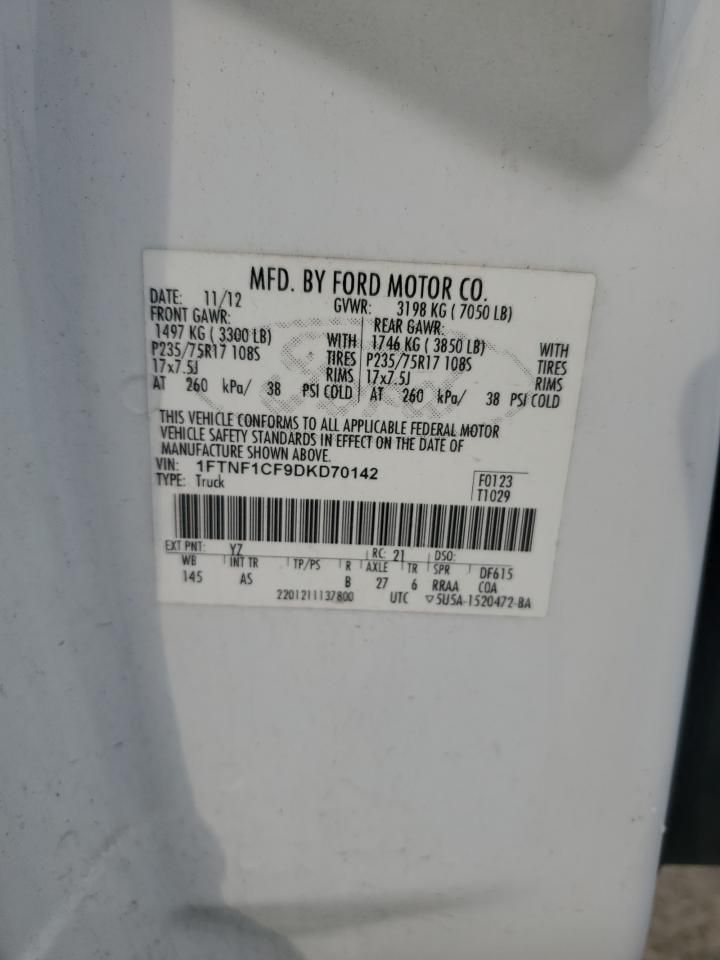 MFD. BY FORD MOTOR CO.
DATE: 11/12 GVWR: 3198 KG ( 7050 LB)
FRONT GAWR: REAR GAWR:
1497 KG ( 3300 LB) WITH 1746 KG ( 3850 LB) WITH
P235/75R17 108S TIRES P235/75R17 108S TIRES
17x7.5J RIMS 17x7.5J RIMS
AT 260 kPa/ 38 PSI COLD AT 260 kPa/ 38 PSI COLD
THIS VEHICLE CONFORMS TO ALL APPLICABLE FEDERAL MOTOR
VEHICLE SAFETY STANDARDS IN EFFECT ON THE DATE OF
MANUFACTURE SHOWN ABOVE.
VIN: 1FTNF1CF9DKD70142 F0123
TYPE: Truck T1029
EXT PNT: YZ RC: 21 DSO:
WB INT TR TP/PS R AXLE TR SPR DF615
145 AS B 27 6 RRAA COA
2201211137800 UTC ▽5U5A-1520472-BA